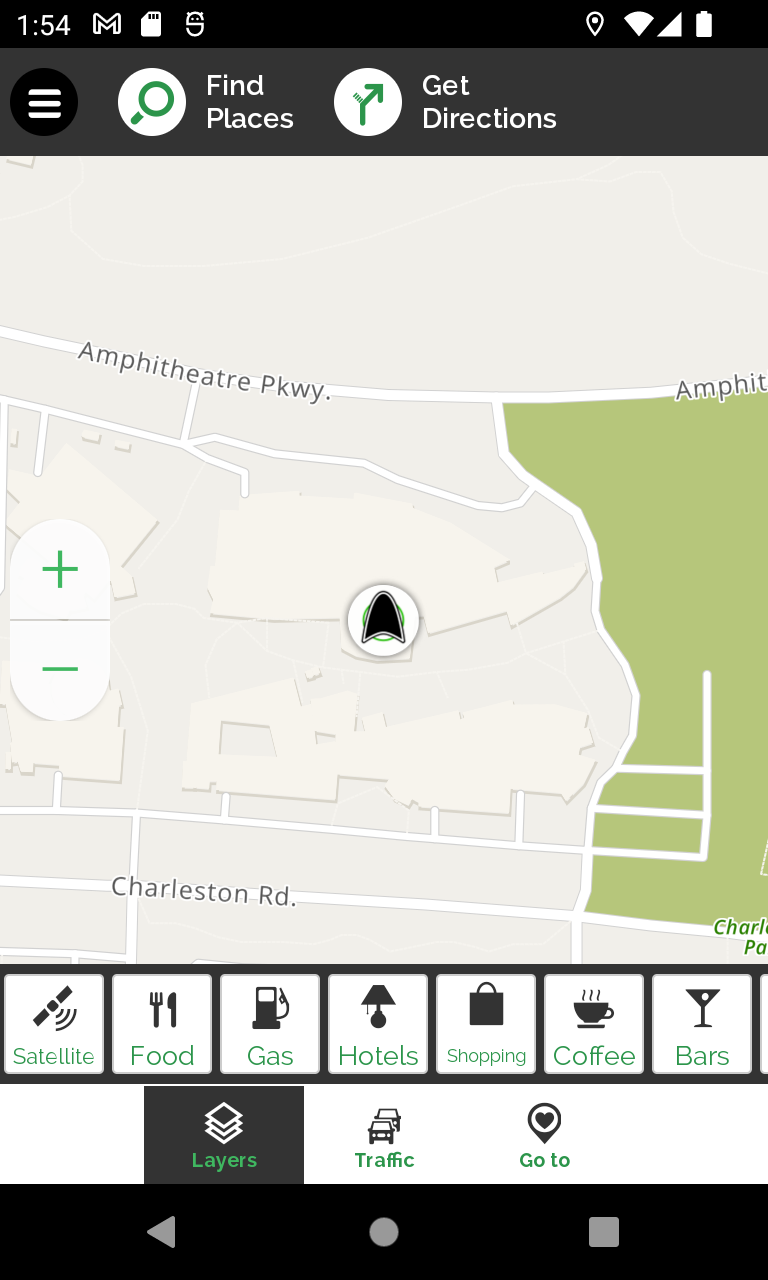 1:54
Find
Places
Get
Directions
Amphitheatre Pkwy.
Amphit
Charleston Rd.
Charl
Pa
Satellite
Food
Gas
Hotels
Shopping
Coffee
Bars
Layers
Traffic
Go to